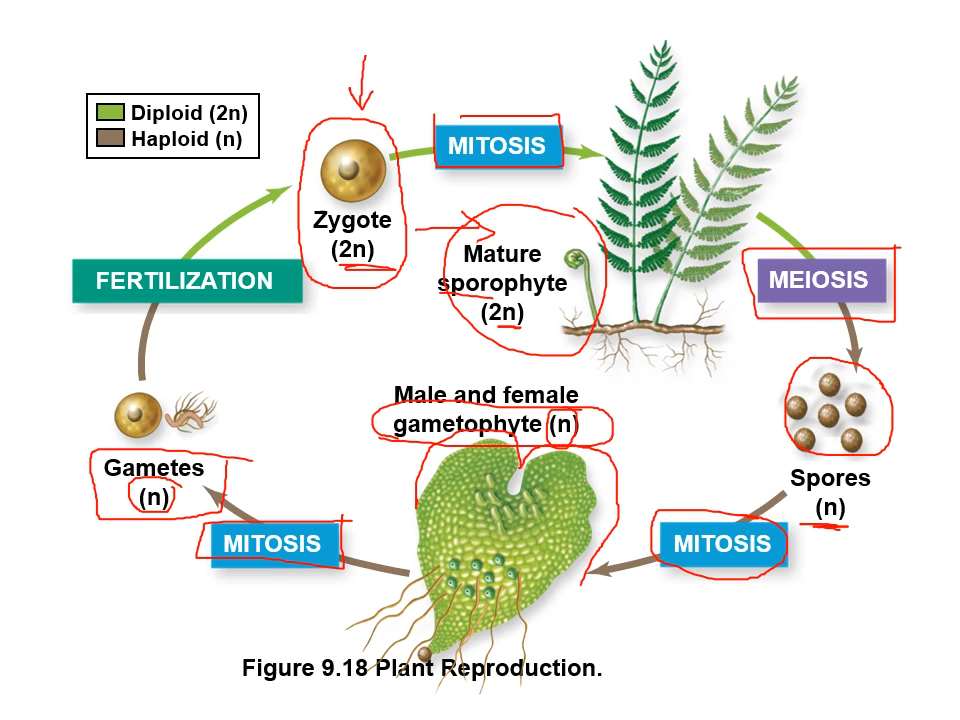 Diploid (2n)
Haploid (n)
MITOSIS
Zygote
(2n)
Mature
sporophyte
(2n)
FERTILIZATION
MEIOSIS
Male and female
gametophyte (n)
Gametes
(n)
Spores
(n)
MITOSIS
MITOSIS
Figure 9.18 Plant Reproduction.